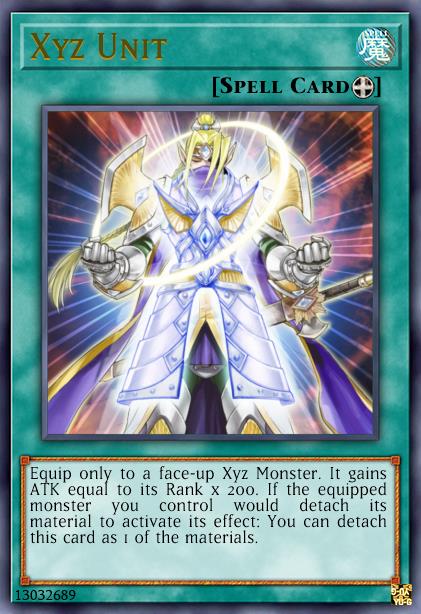 Xyz Unit
SPELL
魔
[Spell Card]
Equip only to a face-up Xyz Monster. It gains
ATK equal to its Rank x 200. If the equipped
monster you control would detach its
material to activate its effect: You can detach
this card as 1 of the materials.
13032689